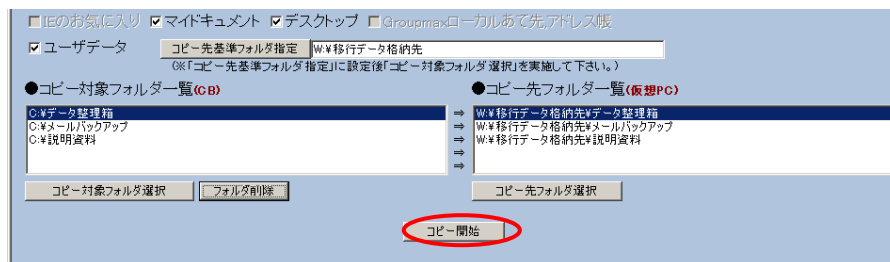 IEのお気に入り マイドキュメント デスクトップ Groupmaxローカルあて先,アドレス帳
ユーザデータ コピー先基準フォルダ指定 W:¥移行データ格納先
(※「コピー先基準フォルダ指定」に設定後「コピー対象フォルダ選択」を実施して下さい。)
●コピー対象フォルダ一覧(CB) ●コピー先フォルダ一覧(仮想PC)
C:¥データ整理箱 ⇒ W:¥移行データ格納先¥データ整理箱
C:¥メールバックアップ ⇒ W:¥移行データ格納先¥メールバックアップ
C:¥説明資料 ⇒ W:¥移行データ格納先¥説明資料
⇒
⇒
コピー対象フォルダ選択 フォルダ削除 コピー先フォルダ選択
コピー開始